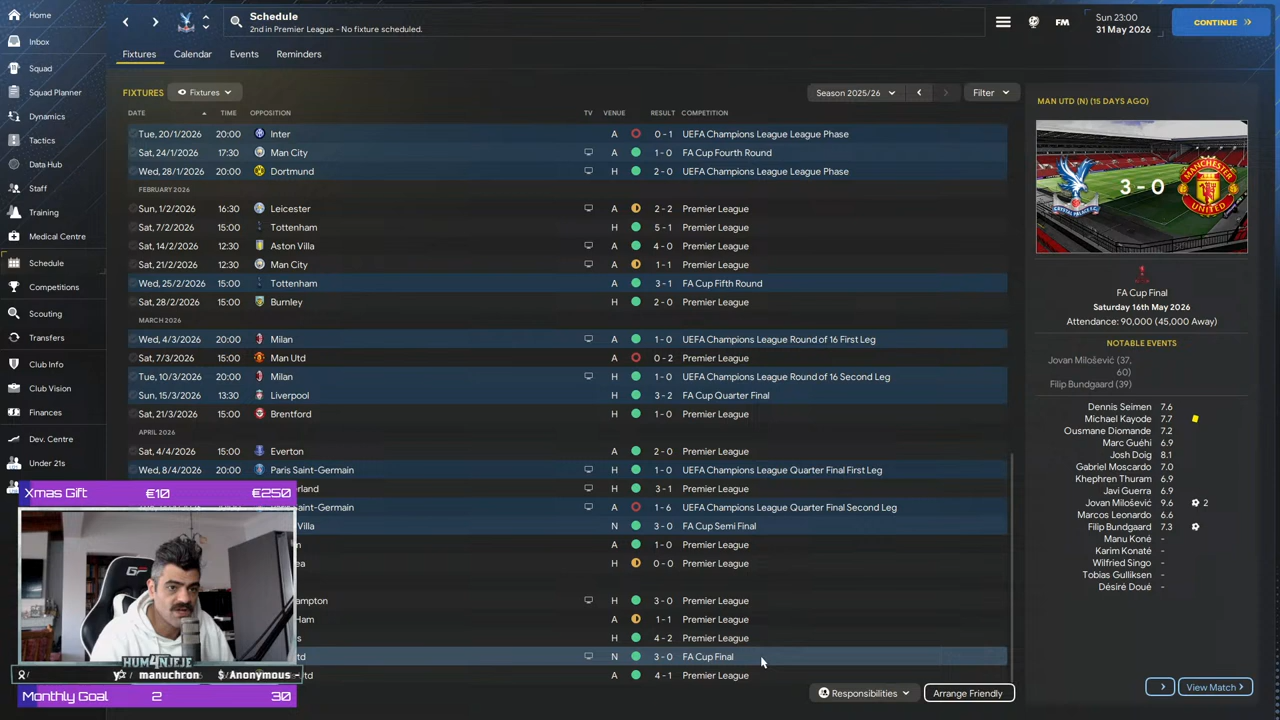 Home
Inbox
Squad
Squad Planner
Dynamics
Tactics
Data Hub
Staff
Training
Medical Centre
Schedule
Competitions
Scouting
Transfers
Club Info
Club Vision
Finances
Dev. Centre
Under 21s
Schedule
2nd in Premier League - No fixture scheduled.
FM
Sun 23:00
31 May 2026
CONTINUE
Fixtures Calendar Events Reminders
FIXTURES Fixtures Season 2025/26 Filter
DATE TIME OPPOSITION TV VENUE RESULT COMPETITION
Tue, 20/1/2026 20:00 Inter A 0 - 1 UEFA Champions League League Phase
Sat, 24/1/2026 17:30 Man City A 1 - 0 FA Cup Fourth Round
Wed, 28/1/2026 20:00 Dortmund H 2 - 0 UEFA Champions League League Phase
FEBRUARY 2026
Sun, 1/2/2026 16:30 Leicester A 2 - 2 Premier League
Sat, 7/2/2026 15:00 Tottenham H 5 - 1 Premier League
Sat, 14/2/2026 12:30 Aston Villa A 4 - 0 Premier League
Sat, 21/2/2026 12:30 Man City A 1 - 1 Premier League
Wed, 25/2/2026 15:00 Tottenham A 3 - 1 FA Cup Fifth Round
Sat, 28/2/2026 15:00 Burnley H 2 - 0 Premier League
MARCH 2026
Wed, 4/3/2026 20:00 Milan A 1 - 0 UEFA Champions League Round of 16 First Leg
Sat, 7/3/2026 15:00 Man Utd A 0 - 2 Premier League
Tue, 10/3/2026 20:00 Milan H 1 - 0 UEFA Champions League Round of 16 Second Leg
Sun, 15/3/2026 13:30 Liverpool H 3 - 2 FA Cup Quarter Final
Sat, 21/3/2026 15:00 Brentford H 1 - 0 Premier League
APRIL 2026
Sat, 4/4/2026 15:00 Everton A 2 - 0 Premier League
Wed, 8/4/2026 20:00 Paris Saint-Germain H 1 - 0 UEFA Champions League Quarter Final First Leg
erland H 3 - 1 Premier League
aint-Germain A 1 - 6 UEFA Champions League Quarter Final Second Leg
Villa N 3 - 0 FA Cup Semi Final
m A 1 - 0 Premier League
ea H 0 - 0 Premier League
hampton H 3 - 0 Premier League
Ham A 1 - 1 Premier League
s H 4 - 2 Premier League
td N 3 - 0 FA Cup Final
td A 4 - 1 Premier League
Responsibilities Arrange Friendly
MAN UTD (N) (15 DAYS AGO)
3 - 0
FA Cup Final
Saturday 16th May 2026
Attendance: 90,000 (45,000 Away)
NOTABLE EVENTS
Jovan Milošević (37,
60)
Filip Bundgaard (39)
Dennis Seimen 7.6
Michael Kayode 7.7
Ousmane Diomande 7.2
Marc Guéhi 6.9
Josh Doig 8.1
Gabriel Moscardo 7.0
Khephren Thuram 6.9
Javi Guerra 6.9
Jovan Milošević 9.6 2
Marcos Leonardo 6.6
Filip Bundgaard 7.3
Manu Koné -
Karim Konaté -
Wilfried Singo -
Tobias Gulliksen -
Désiré Doué -
View Match
Xmas Gift €10 €250
HUM4NJEJE
manuchron $/Anonymous
Monthly Goal 2 30